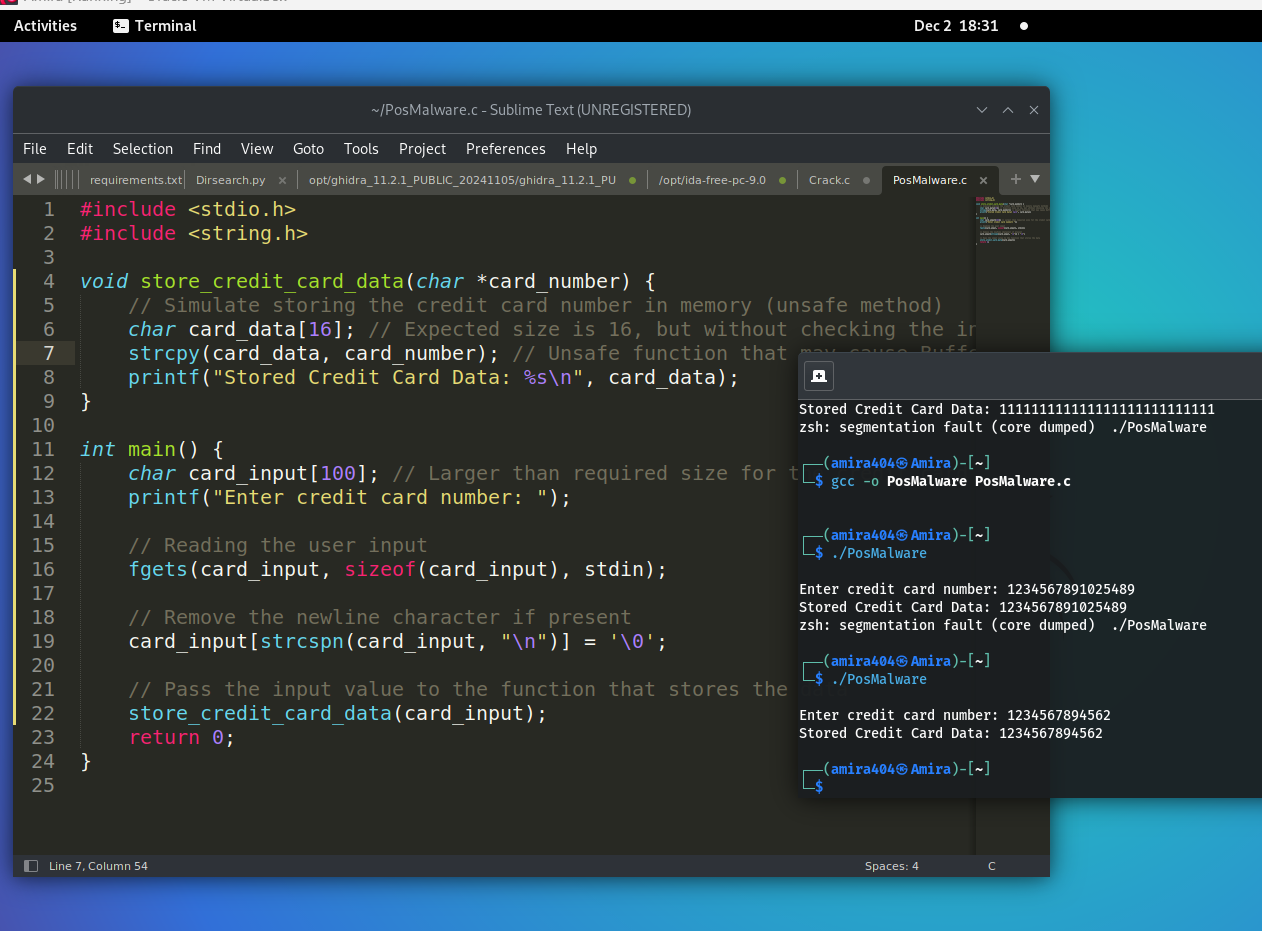 Activities Terminal Dec 2 18:31
~/PosMalware.c - Sublime Text (UNREGISTERED)
File Edit Selection Find View Goto Tools Project Preferences Help
requirements.txt Dirsearch.py opt/ghidra_11.2.1_PUBLIC_20241105/ghidra_11.2.1_PU /opt/ida-free-pc-9.0 Crack.c PosMalware.c
1 #include <stdio.h>
2 #include <string.h>
3
4 void store_credit_card_data(char *card_number) {
5 // Simulate storing the credit card number in memory (unsafe method)
6 char card_data[16]; // Expected size is 16, but without checking the in
7 strcpy(card_data, card_number); // Unsafe function that may cause Buffe
8 printf("Stored Credit Card Data: %s\n", card_data);
9 }
10
11 int main() {
12 char card_input[100]; // Larger than required size for t
13 printf("Enter credit card number: ");
14
15 // Reading the user input
16 fgets(card_input, sizeof(card_input), stdin);
17
18 // Remove the newline character if present
19 card_input[strcspn(card_input, "\n")] = '\0';
20
21 // Pass the input value to the function that stores the
22 store_credit_card_data(card_input);
23 return 0;
24 }
25
Line 7, Column 54 Spaces: 4 C
Stored Credit Card Data: 111111111111111111111111111
zsh: segmentation fault (core dumped) ./PosMalware
(amira404㉿Amira)-[~]
$ gcc -o PosMalware PosMalware.c
(amira404㉿Amira)-[~]
$ ./PosMalware
Enter credit card number: 1234567891025489
Stored Credit Card Data: 1234567891025489
zsh: segmentation fault (core dumped) ./PosMalware
(amira404㉿Amira)-[~]
$ ./PosMalware
Enter credit card number: 1234567894562
Stored Credit Card Data: 1234567894562
(amira404㉿Amira)-[~]
$